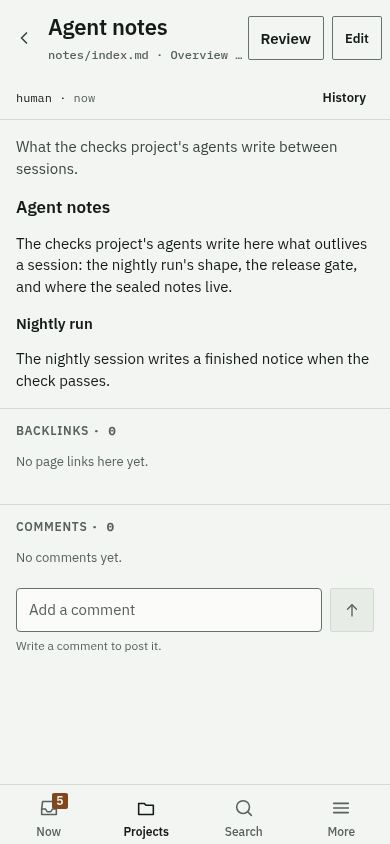 Agent notes
notes/index.md · Overview …
Review
Edit
human · now
History
What the checks project's agents write between
sessions.
Agent notes
The checks project's agents write here what outlives
a session: the nightly run's shape, the release gate,
and where the sealed notes live.
Nightly run
The nightly session writes a finished notice when the
check passes.
BACKLINKS · 0
No page links here yet.
COMMENTS · 0
No comments yet.
Add a comment
Write a comment to post it.
5
Now
Projects
Search
More